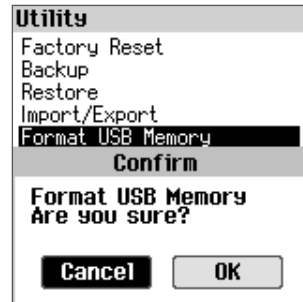 Utility
Factory Reset
Backup
Restore
Import/Export
Format USB Memory
Confirm
Format USB Memory
Are you sure?
Cancel OK